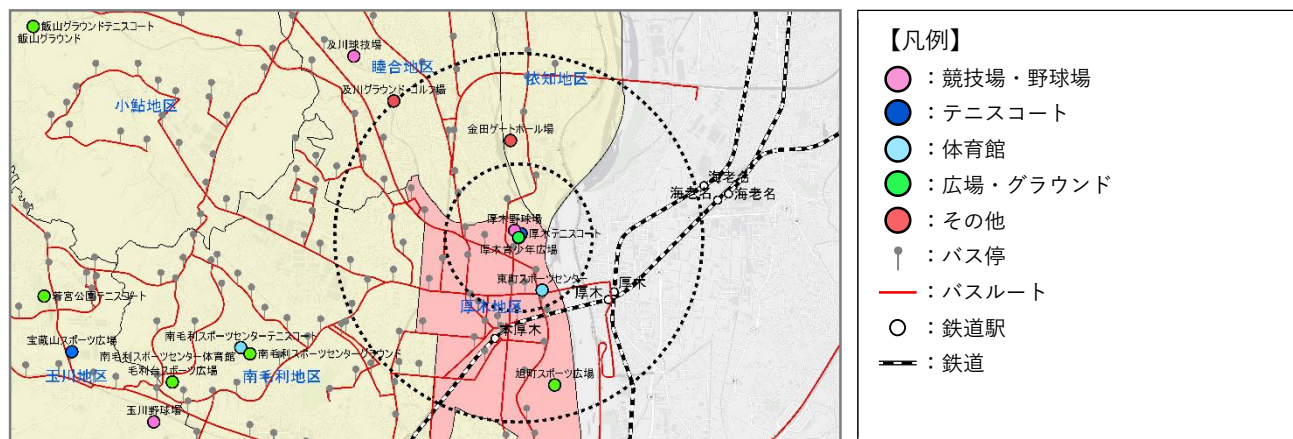 飯山グラウンドテニスコート
飯山グラウンド
及川球技場
睦合地区
依知地区
及川グラウンド・ゴルフ場
小鮎地区
金田ゲートボール場
海老名
海老名
海老名
厚木野球場
厚木テニスコート
厚木青少年広場
東町スポーツセンター
若宮公園テニスコート
厚木地区
厚木
厚木
本厚木
宝蔵山スポーツ広場
南毛利スポーツセンターテニスコート
南毛利スポーツセンター体育館
南毛利スポーツセンターグラウンド
毛利台スポーツ広場
玉川地区
南毛利地区
旭町スポーツ広場
玉川野球場
【凡例】
：競技場・野球場
：テニスコート
：体育館
：広場・グラウンド
：その他
：バス停
：バスルート
：鉄道駅
：鉄道